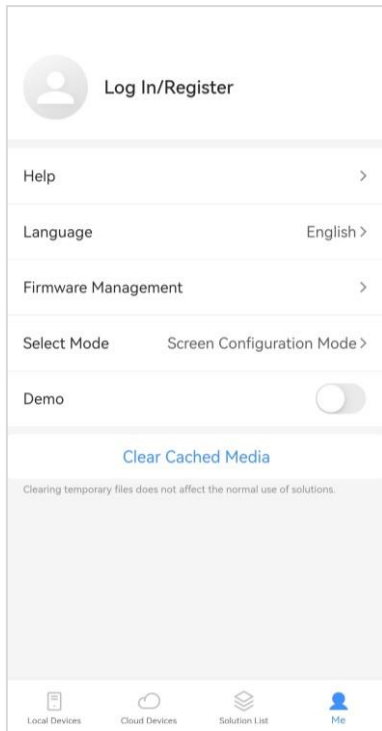 Log In/Register
Help
Language English
Firmware Management
Select Mode Screen Configuration Mode
Demo
Clear Cached Media
Clearing temporary files does not affect the normal use of solutions.
Local Devices Cloud Devices Solution List Me